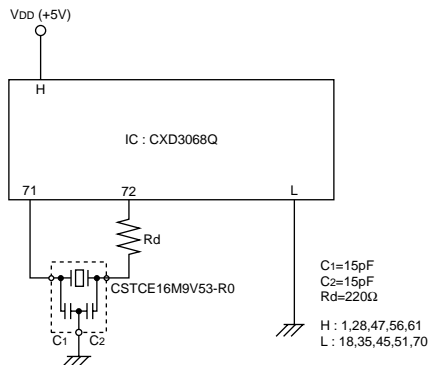 VDD (+5V)
H
IC : CXD3068Q
71
72
L
Rd
CSTCE16M9V53-R0
C1
C2
C1=15pF
C2=15pF
Rd=220Ω
H : 1,28,47,56,61
L : 18,35,45,51,70